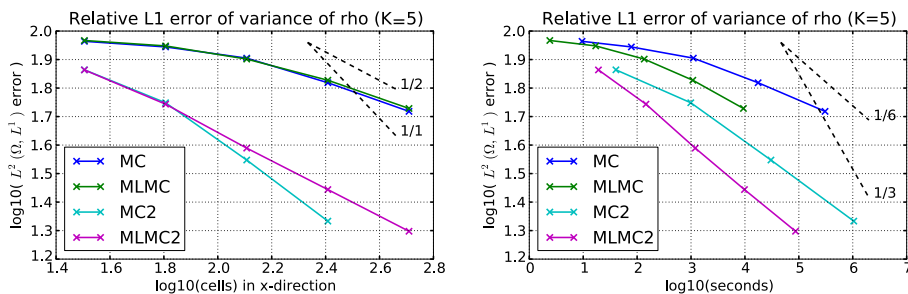 Relative L1 error of variance of rho (K=5)
log10( L² (Ω, L¹ ) error)
2.0
1.9
1.8
1.7
1.6
1.5
1.4
1.3
1.2
1/2
1/1
MC
MLMC
MC2
MLMC2
1.4 1.6 1.8 2.0 2.2 2.4 2.6 2.8
log10(cells) in x-direction
Relative L1 error of variance of rho (K=5)
log10( L² (Ω, L¹ ) error)
2.0
1.9
1.8
1.7
1.6
1.5
1.4
1.3
1.2
1/6
1/3
MC
MLMC
MC2
MLMC2
0 1 2 3 4 5 6 7
log10(seconds)